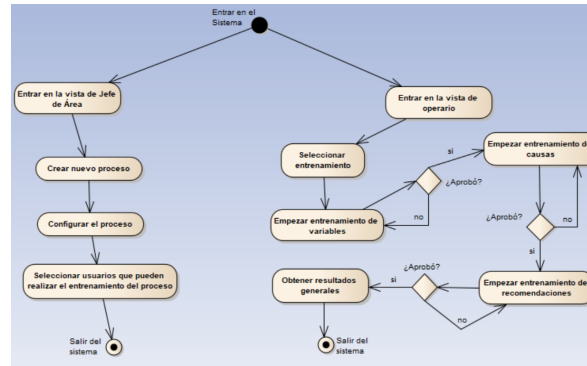 Entrar en el
Sistema
Entrar en la vista de Jefe
de Área
Crear nuevo proceso
Configurar el proceso
Seleccionar usuarios que pueden
realizar el entrenamiento del proceso
Salir del
sistema
Entrar en la vista de
operario
Seleccionar
entrenamiento
Empezar entrenamiento de
variables
¿Aprobó?
no
si
Empezar entrenamiento de
causas
¿Aprobó?
no
si
Empezar entrenamiento de
recomendaciones
¿Aprobó?
no
si
Obtener resultados
generales
Salir del
sistema